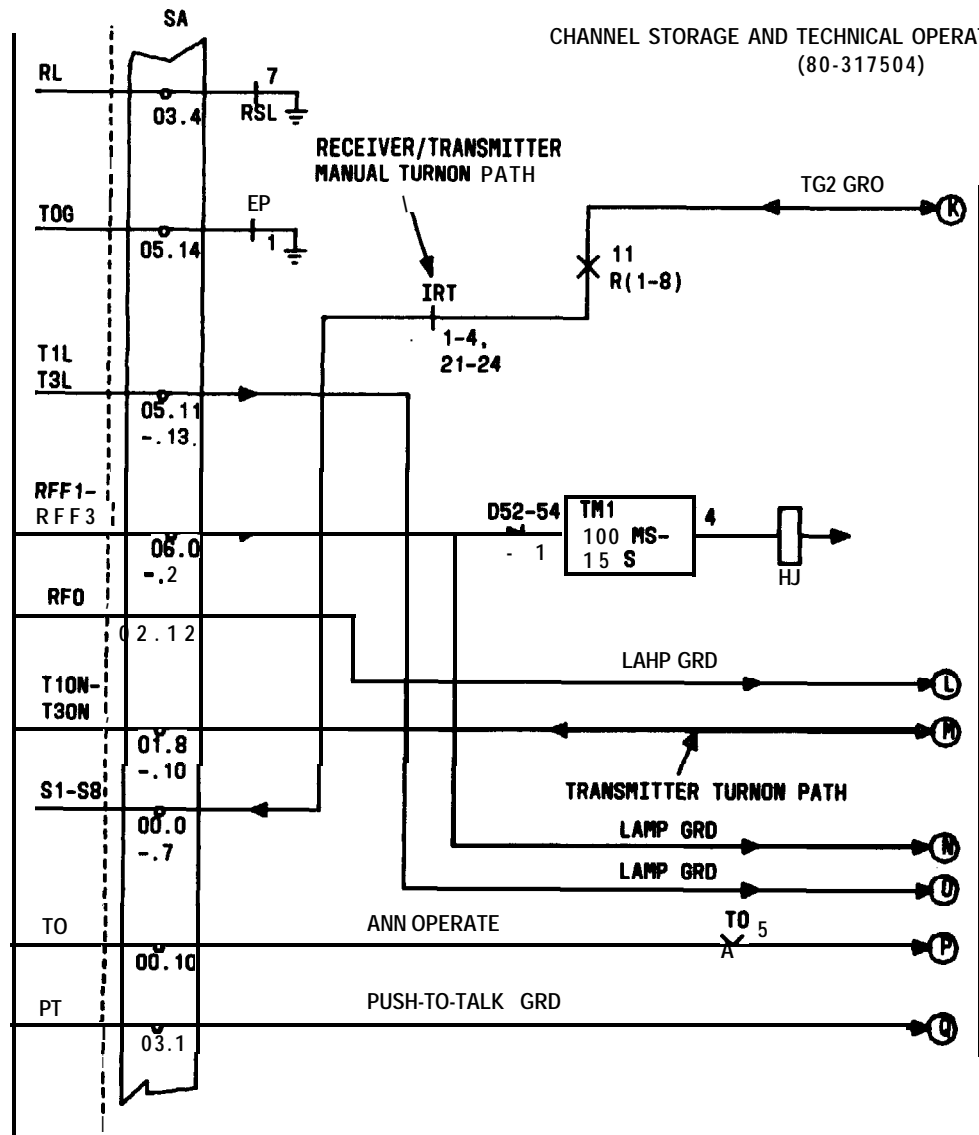 SA
CHANNEL STORAGE AND TECHNICAL OPERAT
(80-317504)
RL
7
03.4
RSL
RECEIVER/TRANSMITTER
MANUAL TURNON PATH
TG2 GRO
K
TOG
EP
05.14
1
11
R(1-8)
IRT
1-4,
21-24
T1L
T3L
05.11
-.13.
RFF1-
RFF3
D52-54
TM1
4
100 MS-
15 S
06.0
-.2
- 1
HJ
RFO
02.12
LAHP GRD
L
T1ON-
T3ON
M
01.8
-.10
TRANSMITTER TURNON PATH
S1-S8
00.0
-.7
LAMP GRD
N
LAMP GRD
O
TO
ANN OPERATE
TO 5
A
P
00.10
PT
PUSH-TO-TALK GRD
Q
03.1